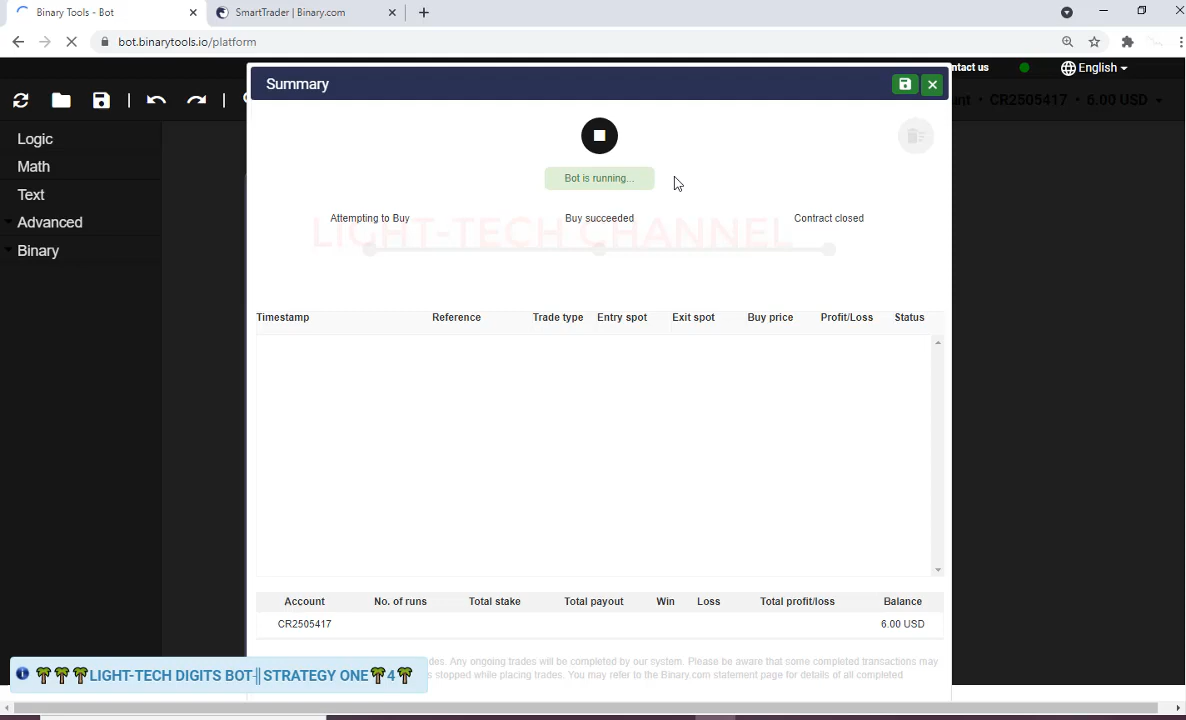 Binary Tools - Bot
SmartTrader | Binary.com
bot.binarytools.io/platform
Summary
ntact us
English
CR2505417 • 6.00 USD
Logic
Math
Text
Advanced
Binary
Bot is running...
Attempting to Buy
Buy succeeded
Contract closed
LIGHT-TECH CHANNEL
Timestamp Reference Trade type Entry spot Exit spot Buy price Profit/Loss Status
Account No. of runs Total stake Total payout Win Loss Total profit/loss Balance
CR2505417 6.00 USD
des. Any ongoing trades will be completed by our system. Please be aware that some completed transactions may
s stopped while placing trades. You may refer to the Binary.com statement page for details of all completed
🌴🌴🌴LIGHT-TECH DIGITS BOT╢STRATEGY ONE🌴4🌴